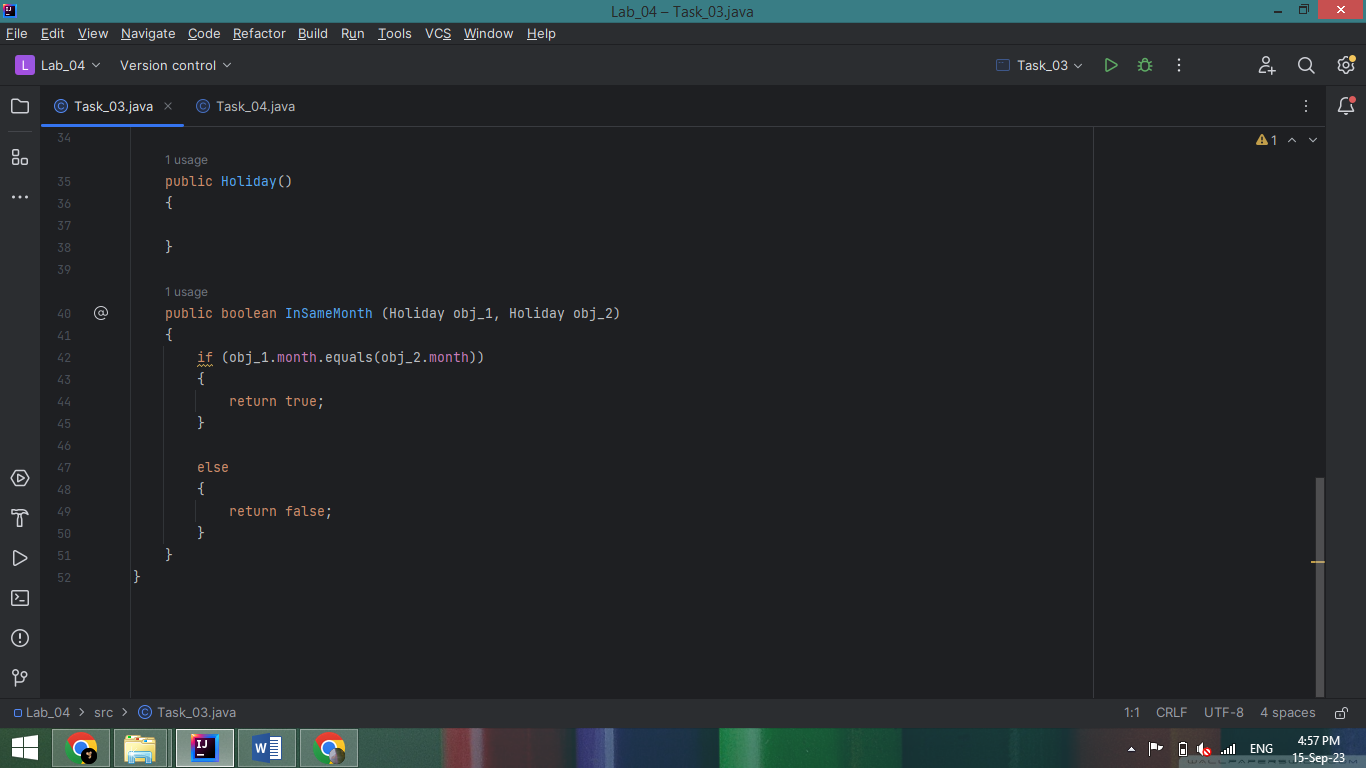 Lab_04 – Task_03.java
File Edit View Navigate Code Refactor Build Run Tools VCS Window Help
L Lab_04 Version control Task_03
Task_03.java Task_04.java
34
1
1 usage
35 public Holiday()
36 {
37
38 }
39
1 usage
40 @ public boolean InSameMonth (Holiday obj_1, Holiday obj_2)
41 {
42 if (obj_1.month.equals(obj_2.month))
43 {
44 return true;
45 }
46
47 else
48 {
49 return false;
50 }
51 }
52 }
Lab_04 > src > Task_03.java 1:1 CRLF UTF-8 4 spaces
IJ W ENG 4:57 PM
15-Sep-23